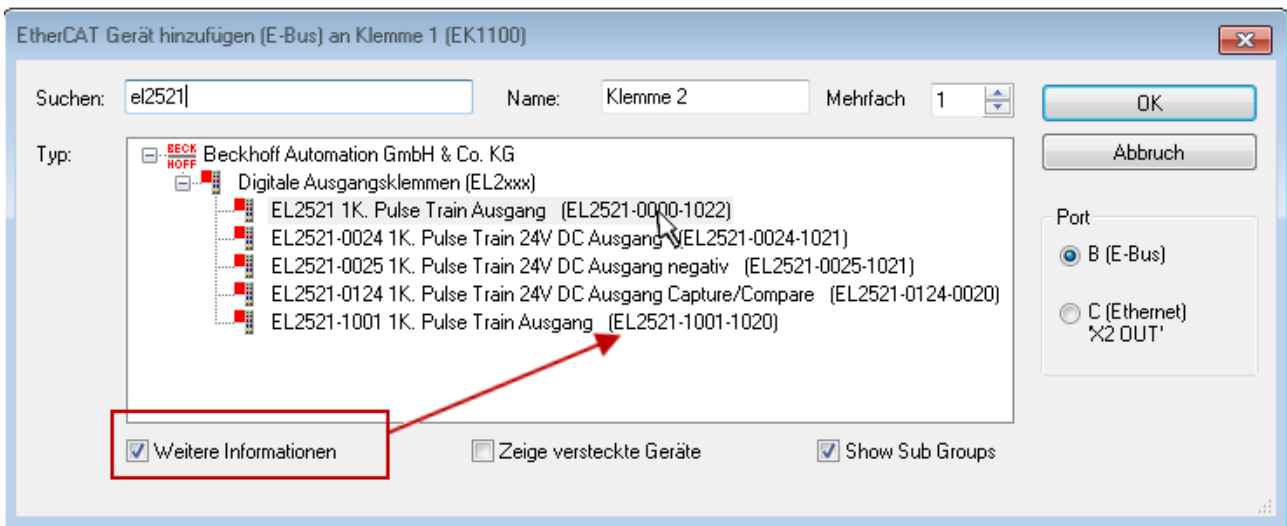 EtherCAT Gerät hinzufügen (E-Bus) an Klemme 1 (EK1100)
Suchen: el2521 Name: Klemme 2 Mehrfach 1 OK
Typ: BECKHOFF Beckhoff Automation GmbH & Co. KG Abbruch
Digitale Ausgangsklemmen (EL2xxx)
EL2521 1K. Pulse Train Ausgang (EL2521-0000-1022)
EL2521-0024 1K. Pulse Train 24V DC Ausgang (EL2521-0024-1021)
EL2521-0025 1K. Pulse Train 24V DC Ausgang negativ (EL2521-0025-1021)
EL2521-0124 1K. Pulse Train 24V DC Ausgang Capture/Compare (EL2521-0124-0020)
EL2521-1001 1K. Pulse Train Ausgang (EL2521-1001-1020)
Port
B (E-Bus)
C (Ethernet)
'X2 OUT'
Weitere Informationen Zeige versteckte Geräte Show Sub Groups